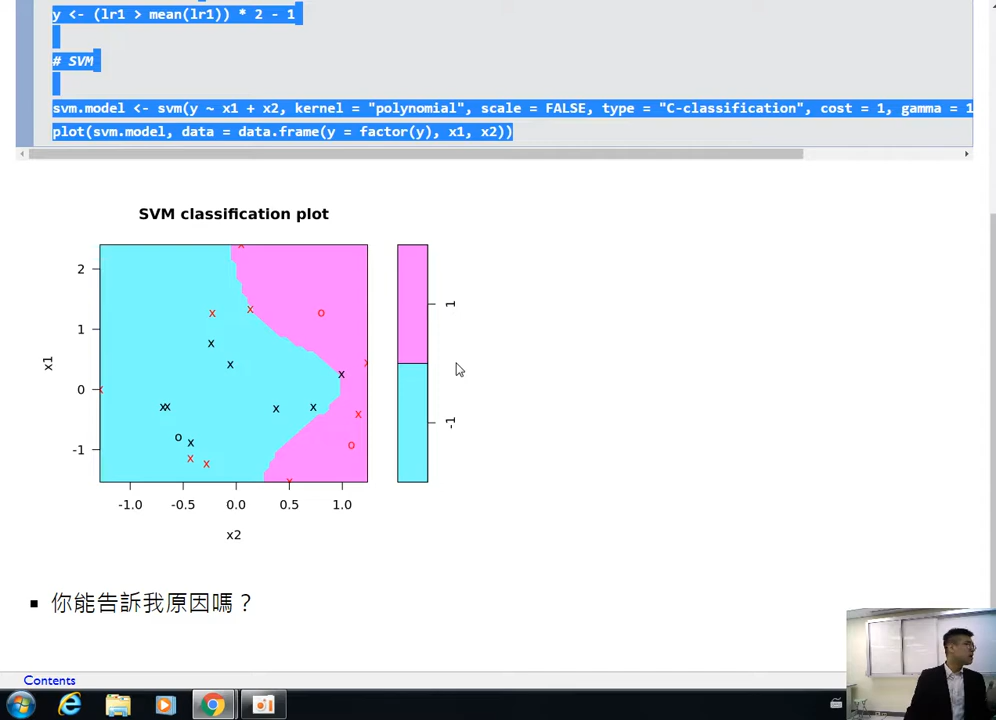 y <- (lr1 > mean(lr1)) * 2 - 1
# SVM
svm.model <- svm(y ~ x1 + x2, kernel = "polynomial", scale = FALSE, type = "C-classification", cost = 1, gamma = 1
plot(svm.model, data = data.frame(y = factor(y), x1, x2))
SVM classification plot
2
1
0
-1
x1
-1.0 -0.5 0.0 0.5 1.0
x2
1
-1
你能告訴我原因嗎？
Contents